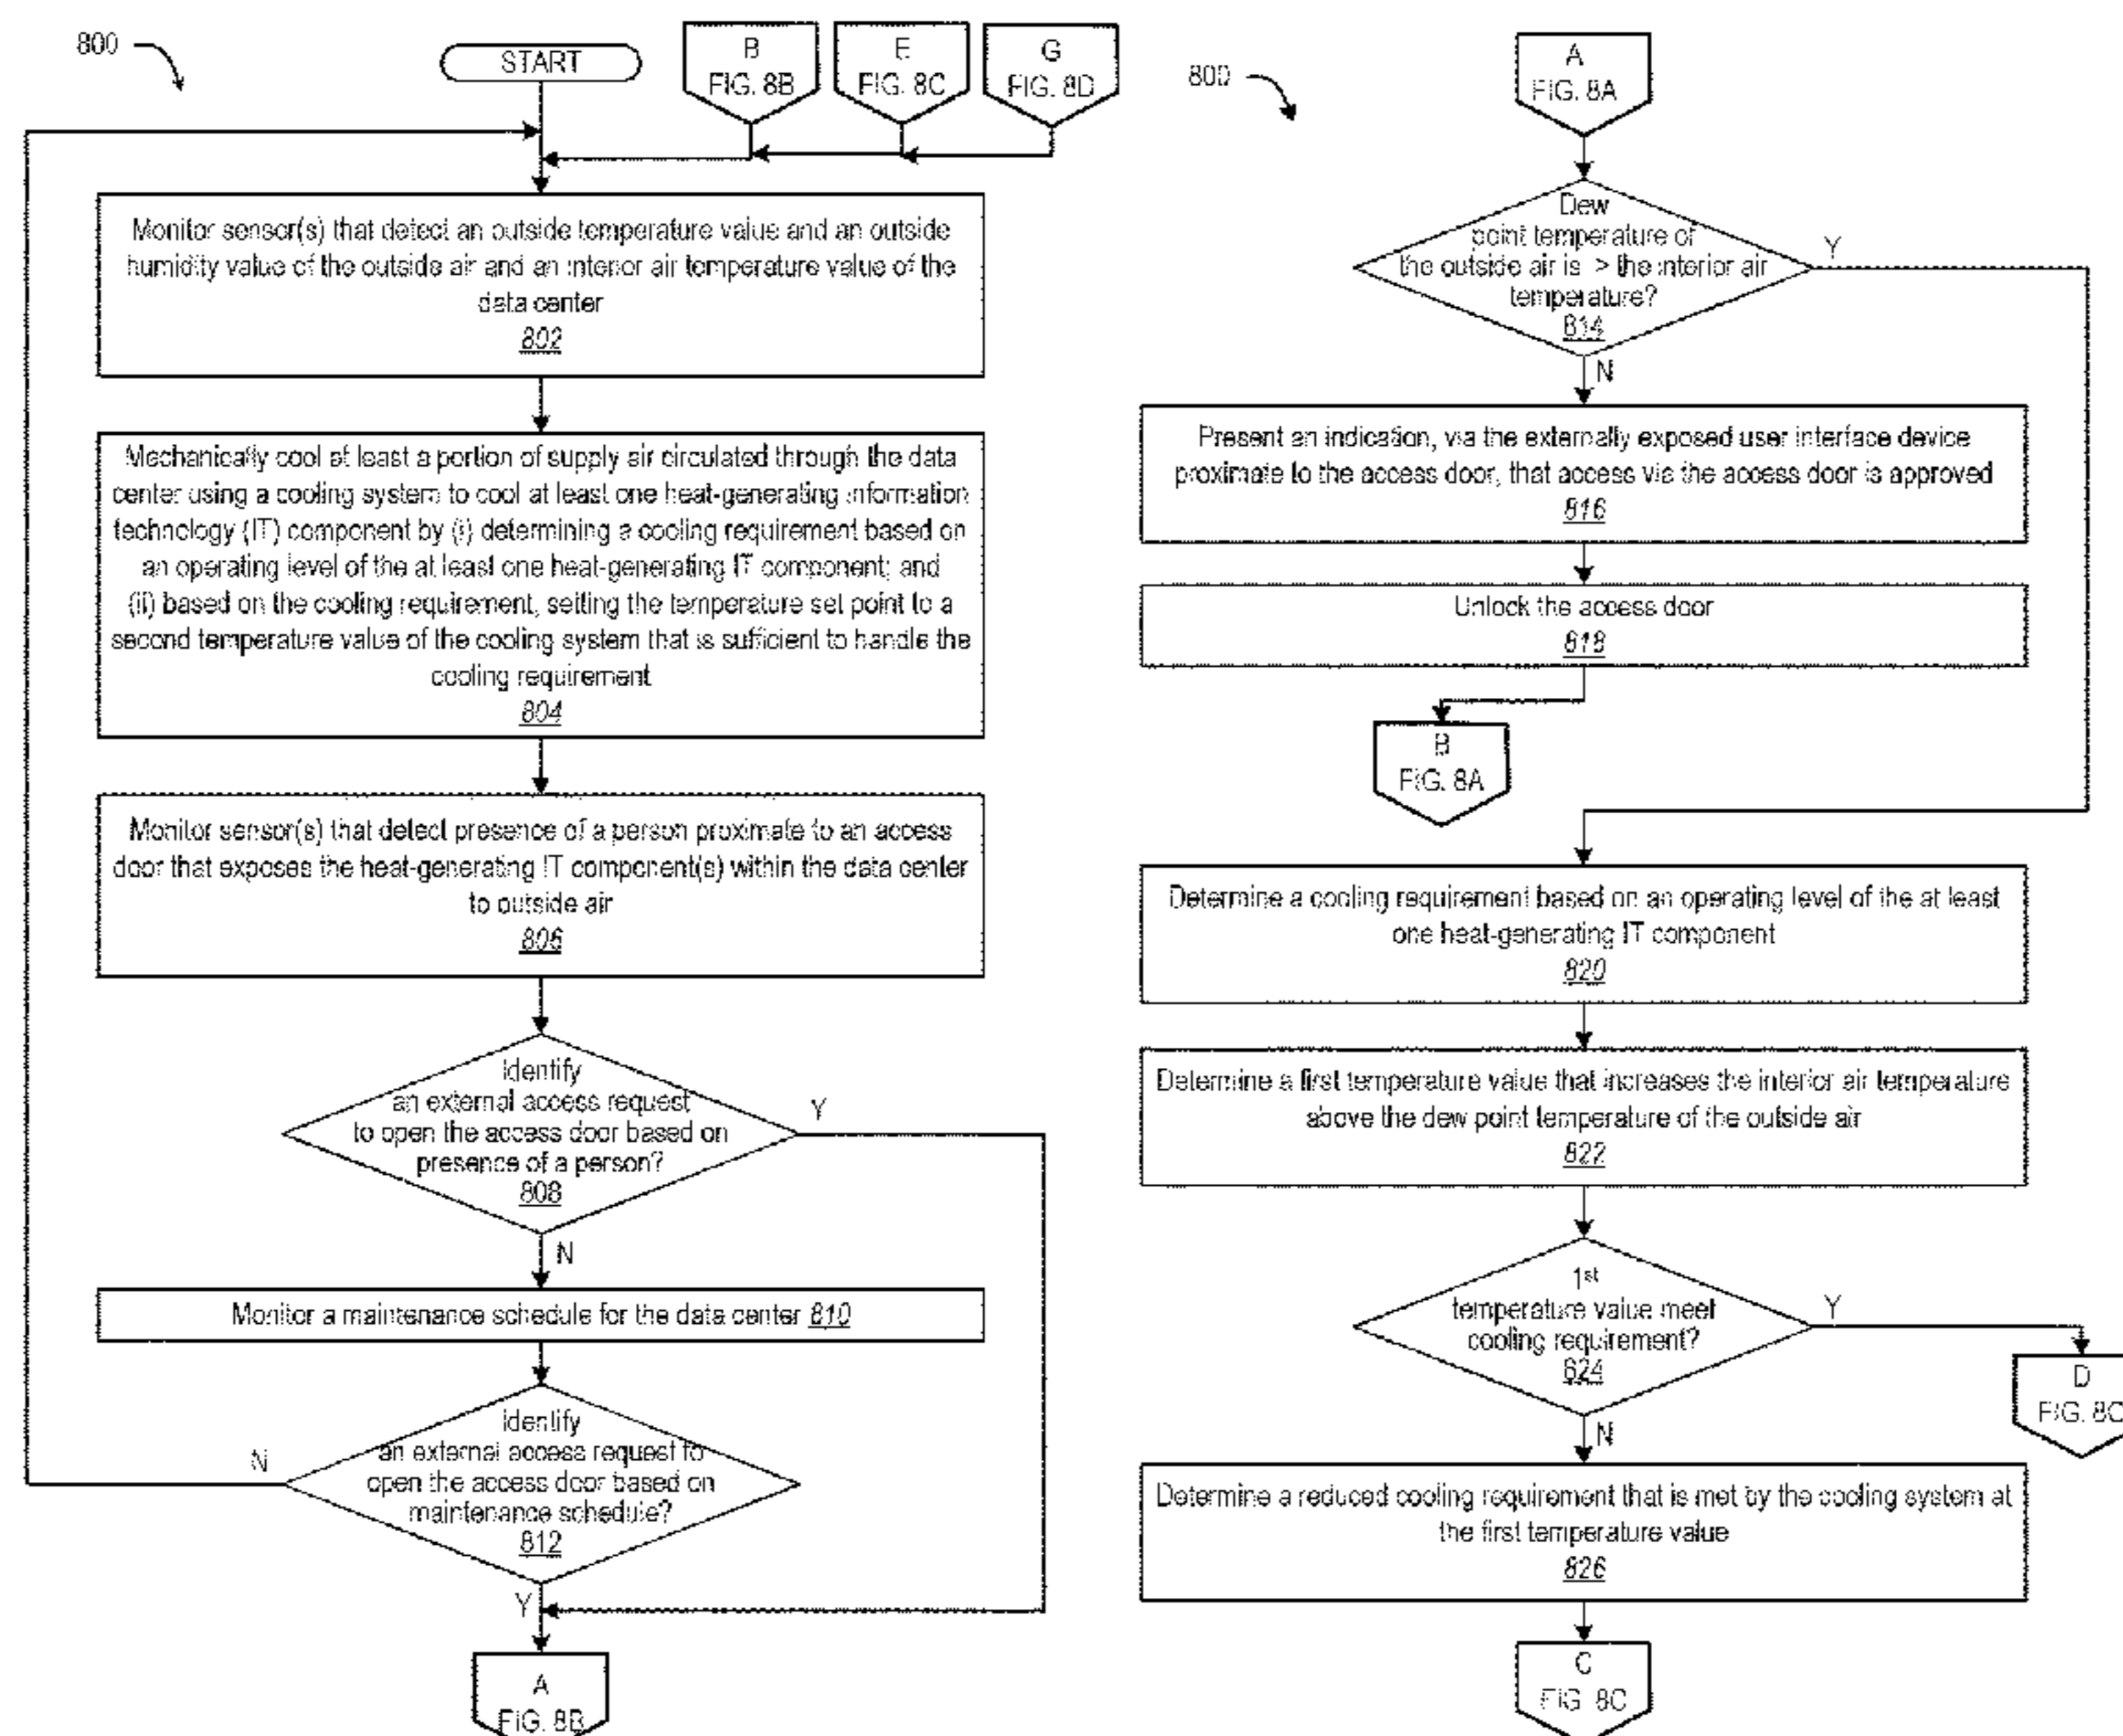 800
START
B
FIG. 8B
E
FIG. 8C
G
FIG. 8D
Monitor sensor(s) that detect an outside temperature value and an outside
humidity value of the outside air and an interior air temperature value of the
data center
802
Mechanically cool at least a portion of supply air circulated through the data
center using a cooling system to cool at least one heat-generating information
technology (IT) component by (i) determining a cooling requirement based on
an operating level of the at least one heat-generating IT component; and
(ii) based on the cooling requirement, setting the temperature set point to a
second temperature value of the cooling system that is sufficient to handle the
cooling requirement
804
Monitor sensor(s) that detect presence of a person proximate to an access
door that exposes the heat-generating IT component(s) within the data center
to outside air
806
Identify
an external access request
to open the access door based on
presence of a person?
808
Y
N
Monitor a maintenance schedule for the data center 810
Identify
an external access request to
open the access door based on
maintenance schedule?
812
N
Y
A
FIG. 8B
800
A
FIG. 8A
Dew
point temperature of
the outside air is > the interior air
temperature?
814
Y
N
Present an indication, via the externally exposed user interface device
proximate to the access door, that access via the access door is approved
816
Unlock the access door
818
B
FIG. 8A
Determine a cooling requirement based on an operating level of the at least
one heat-generating IT component
820
Determine a first temperature value that increases the interior air temperature
above the dew point temperature of the outside air
822
1st
temperature value meet
cooling requirement?
824
Y
N
D
FIG. 8C
Determine a reduced cooling requirement that is met by the cooling system at
the first temperature value
826
C
FIG. 8C